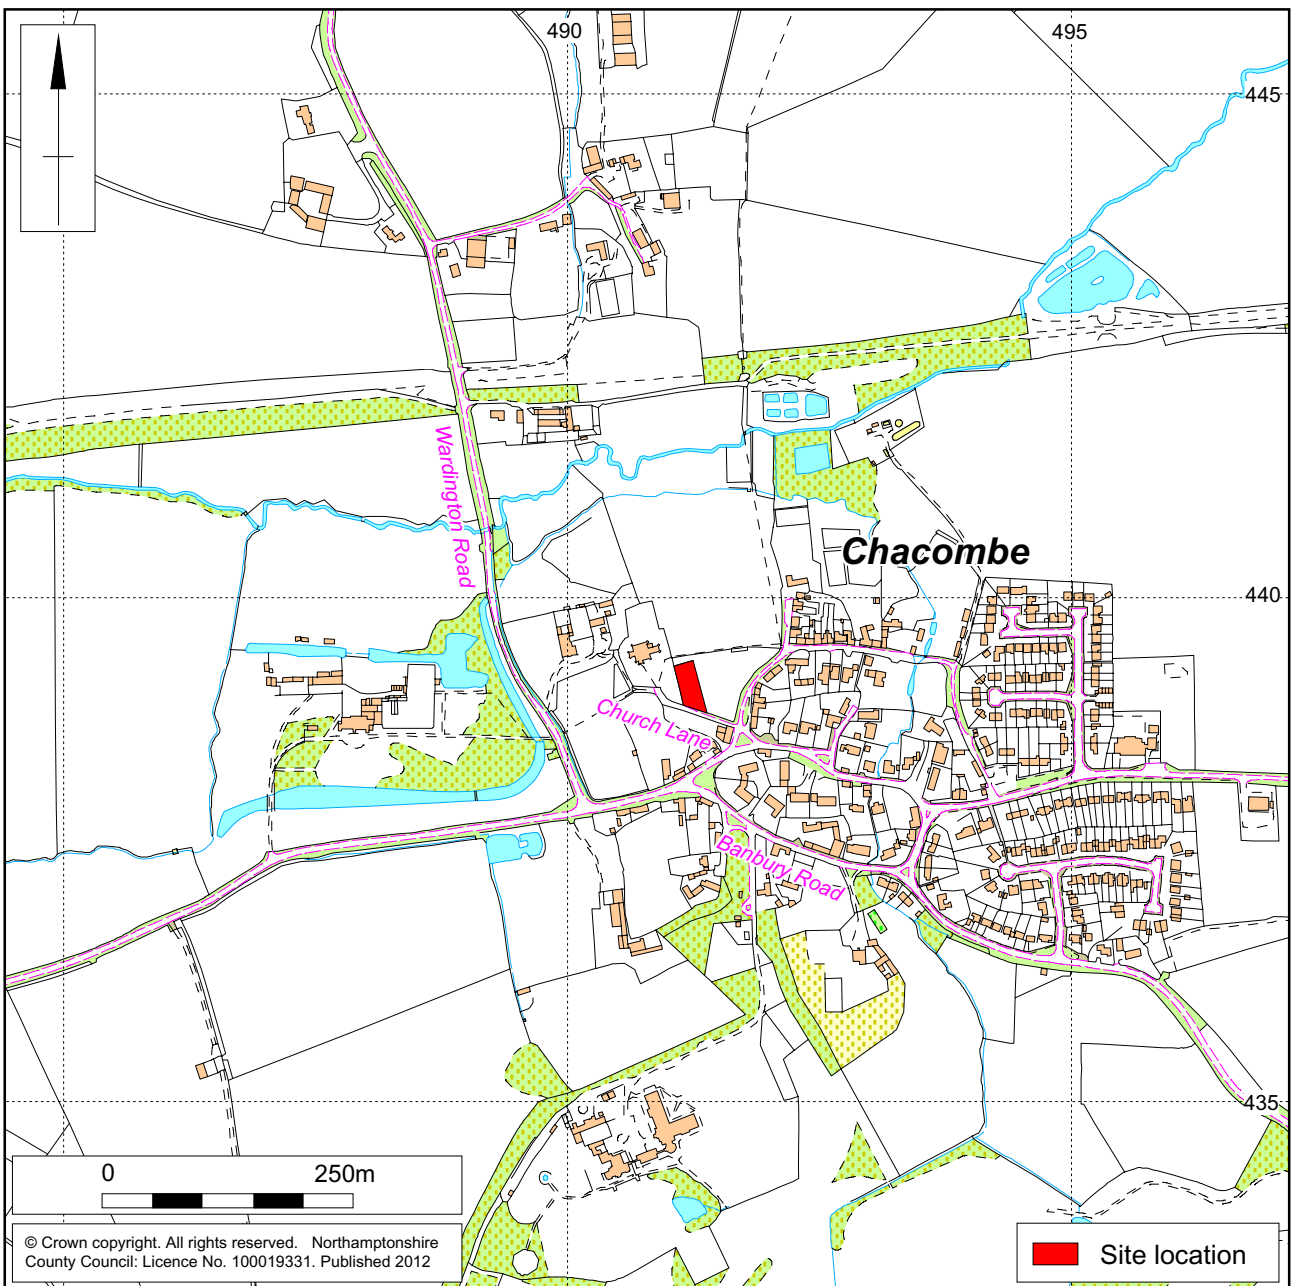 490
495
445
Wardington Road
Chacombe
440
Church Lane
Banbury Road
435
0 250m
© Crown copyright. All rights reserved. Northamptonshire
County Council: Licence No. 100019331. Published 2012
Site location